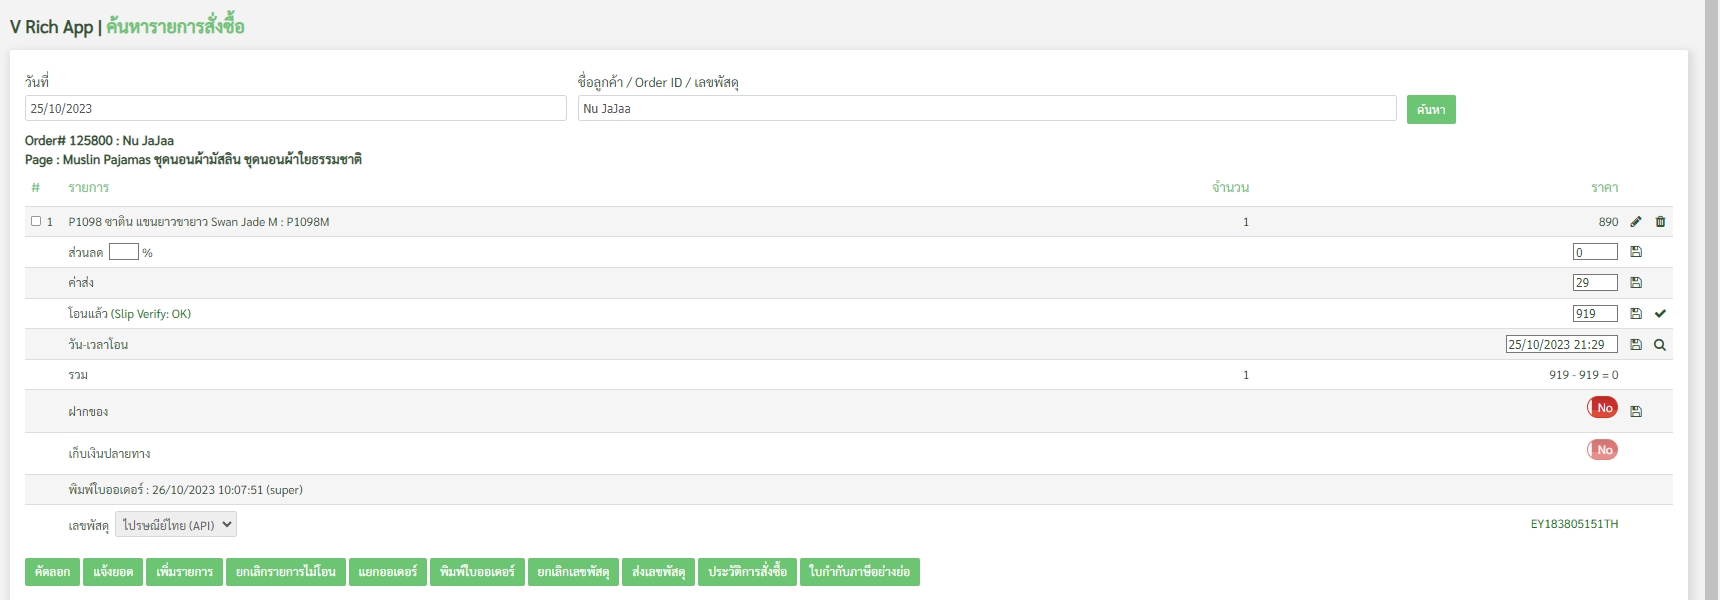 V Rich App | ค้นหารายการสั่งซื้อ
วันที่ ชื่อลูกค้า / Order ID / เลขพัสดุ
25/10/2023 Nu JaJaa ค้นหา
Order# 125800 : Nu JaJaa
Page : Muslin Pajamas ชุดนอนผ้ามัสลิน ชุดนอนผ้าใยธรรมชาติ
# รายการ จำนวน ราคา
1 P1098 ซาติน แขนยาวขายาว Swan Jade M : P1098M 1 890
ส่วนลด % 0
ค่าส่ง 29
โอนแล้ว (Slip Verify: OK) 919
วัน-เวลาโอน 25/10/2023 21:29
รวม 1 919 - 919 = 0
ฝากของ No
เก็บเงินปลายทาง No
พิมพ์ใบออเดอร์ : 26/10/2023 10:07:51 (super)
เลขพัสดุ ไปรษณีย์ไทย (API) EY183805151TH
คัดลอก แจ้งยอด เพิ่มรายการ ยกเลิกรายการไม่โอน แยกออเดอร์ พิมพ์ใบออเดอร์ ยกเลิกเลขพัสดุ ส่งเลขพัสดุ ประวัติการสั่งซื้อ ใบกำกับภาษีอย่างย่อ